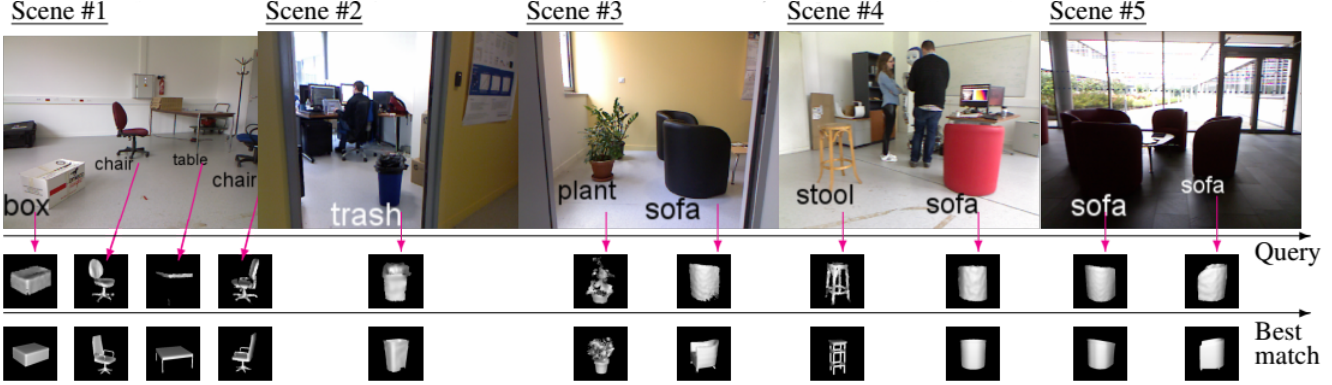 Scene #1
Scene #2
Scene #3
Scene #4
Scene #5
box
chair
table
chair
trash
plant
sofa
stool
sofa
sofa
sofa
Query
Best
match